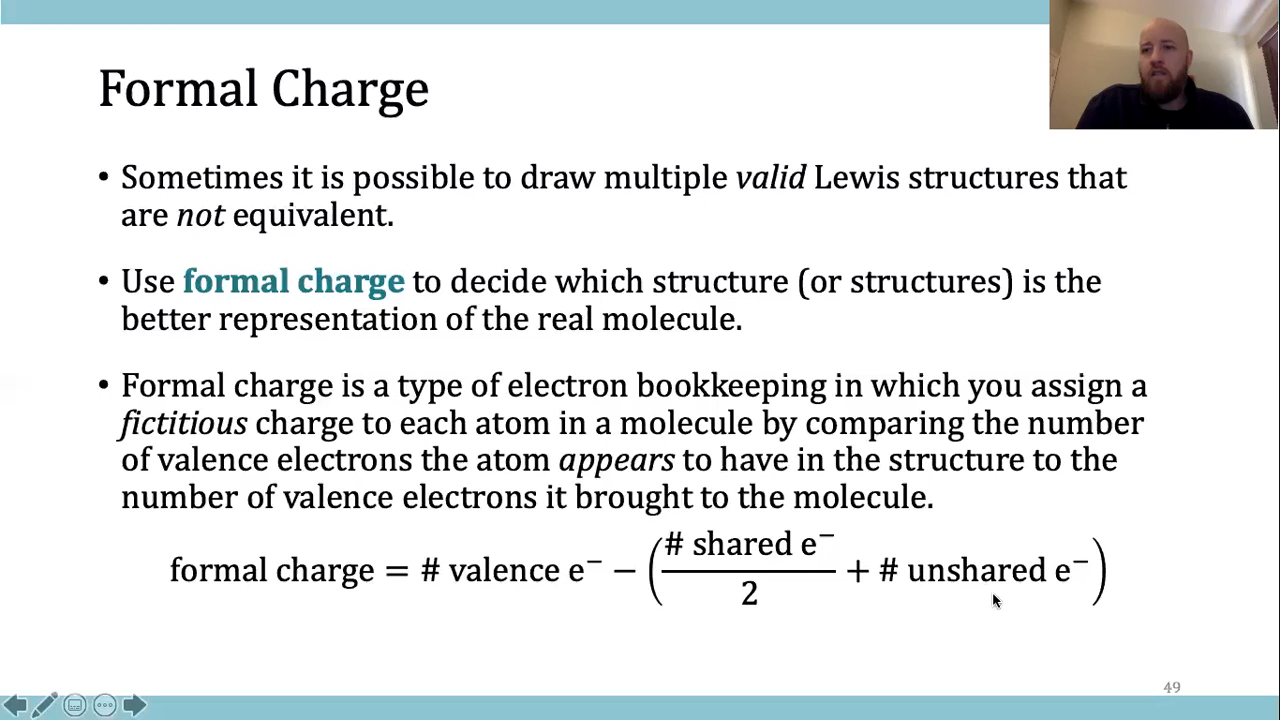 Formal Charge
• Sometimes it is possible to draw multiple valid Lewis structures that
are not equivalent.
• Use formal charge to decide which structure (or structures) is the
better representation of the real molecule.
• Formal charge is a type of electron bookkeeping in which you assign a
fictitious charge to each atom in a molecule by comparing the number
of valence electrons the atom appears to have in the structure to the
number of valence electrons it brought to the molecule.
formal charge = # valence e⁻ − (# shared e⁻ / 2 + # unshared e⁻)
49